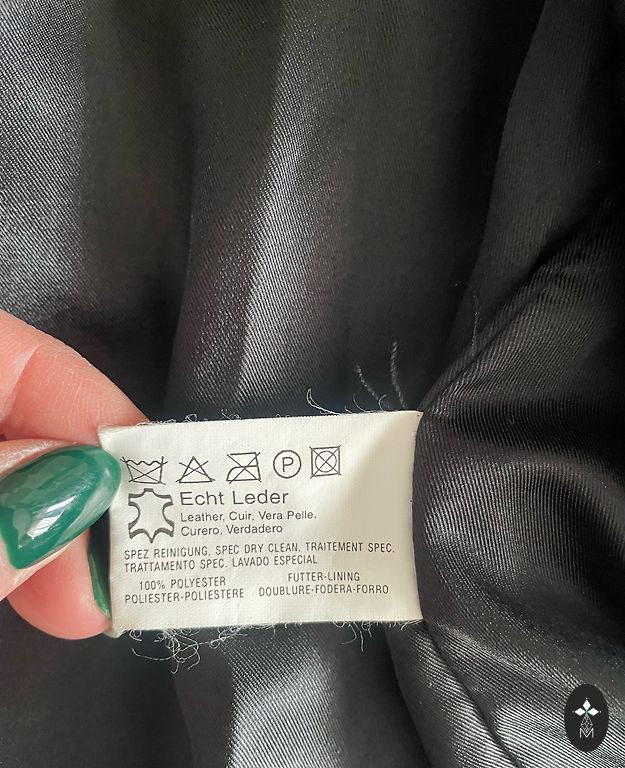 P
Echt Leder
Leather, Cuir, Vera Pelle.
Curero, Verdadero
SPEZ REINIGUNG, SPEC DRY CLEAN, TRAITEMENT SPEC.
TRATTAMENTO SPEC. LAVADO ESPECIAL
100% POLYESTER FUTTER-LINING
POLIESTER-POLIESTERE DOUBLURE-FODERA-FORRO
M